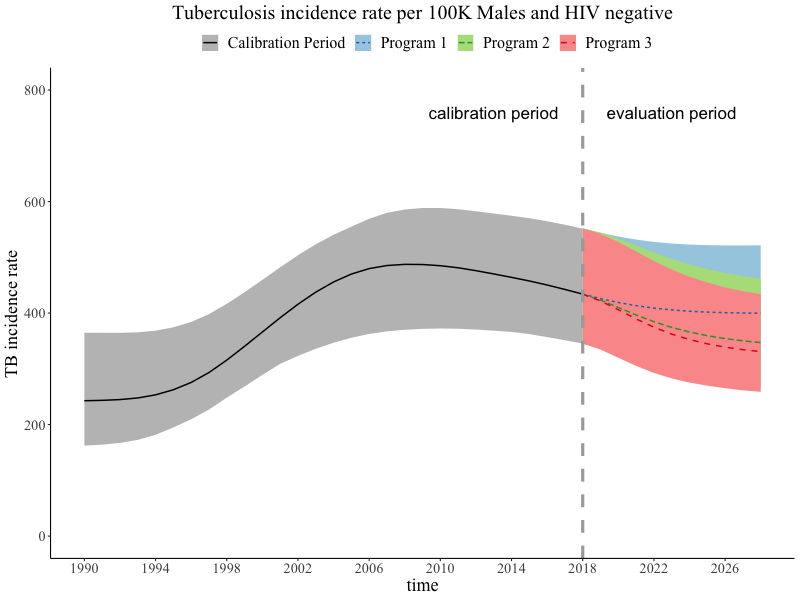 Tuberculosis incidence rate per 100K Males and HIV negative
Calibration Period Program 1 Program 2 Program 3
calibration period evaluation period
TB incidence rate
800
600
400
200
0
1990 1994 1998 2002 2006 2010 2014 2018 2022 2026
time